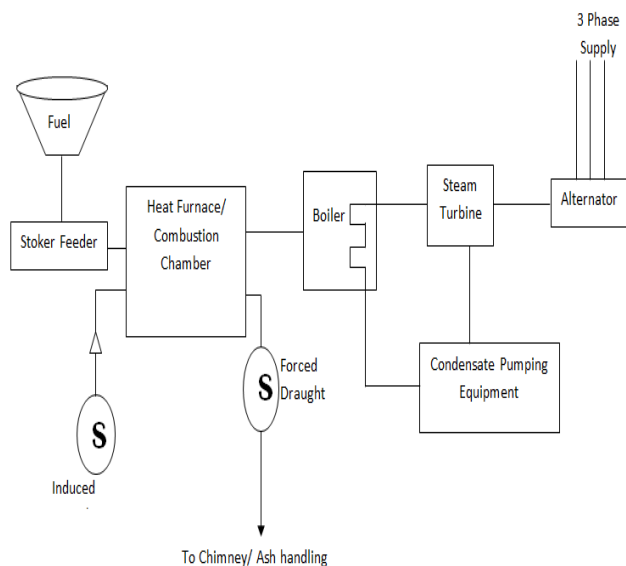 3 Phase
Supply
Fuel
Stoker Feeder
Heat Furnace/
Combustion
Chamber
Boiler
Steam
Turbine
Alternator
Condensate Pumping
Equipment
S
Forced
Draught
S
Induced
To Chimney/ Ash handling